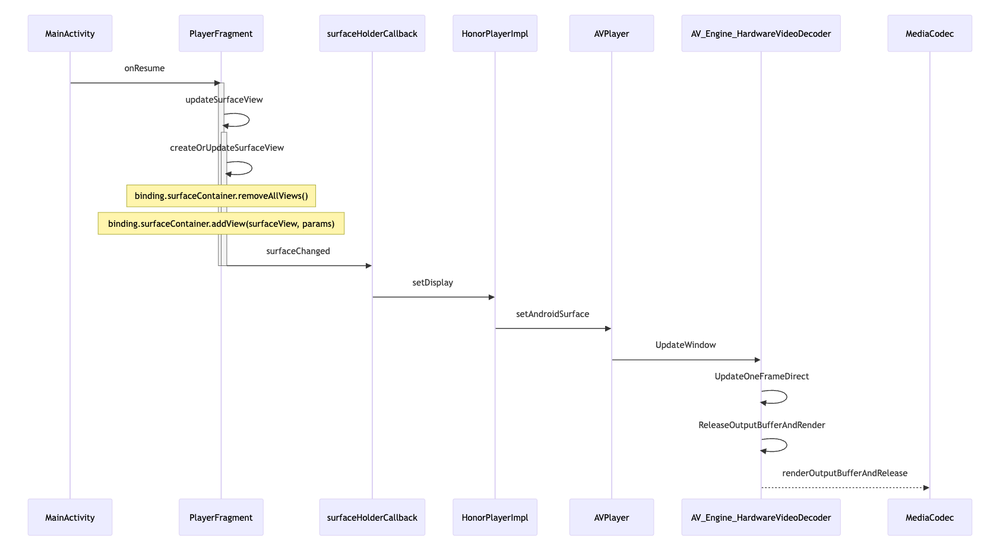 MainActivity
PlayerFragment
surfaceHolderCallback
HonorPlayerImpl
AVPlayer
AV_Engine_HardwareVideoDecoder
MediaCodec
onResume
updateSurfaceView
createOrUpdateSurfaceView
binding.surfaceContainer.removeAllViews()
binding.surfaceContainer.addView(surfaceView, params)
surfaceChanged
setDisplay
setAndroidSurface
UpdateWindow
UpdateOneFrameDirect
ReleaseOutputBufferAndRender
renderOutputBufferAndRelease
MainActivity
PlayerFragment
surfaceHolderCallback
HonorPlayerImpl
AVPlayer
AV_Engine_HardwareVideoDecoder
MediaCodec